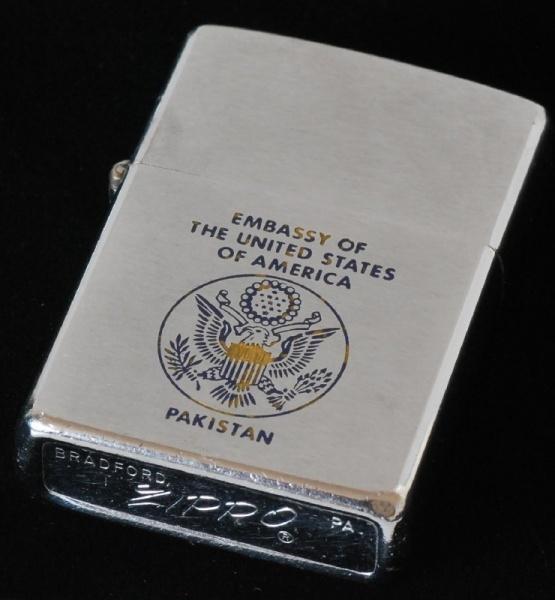 EMBASSY OF
THE UNITED STATES
OF AMERICA
PAKISTAN
BRADFORD. ZIPPO ® PA.